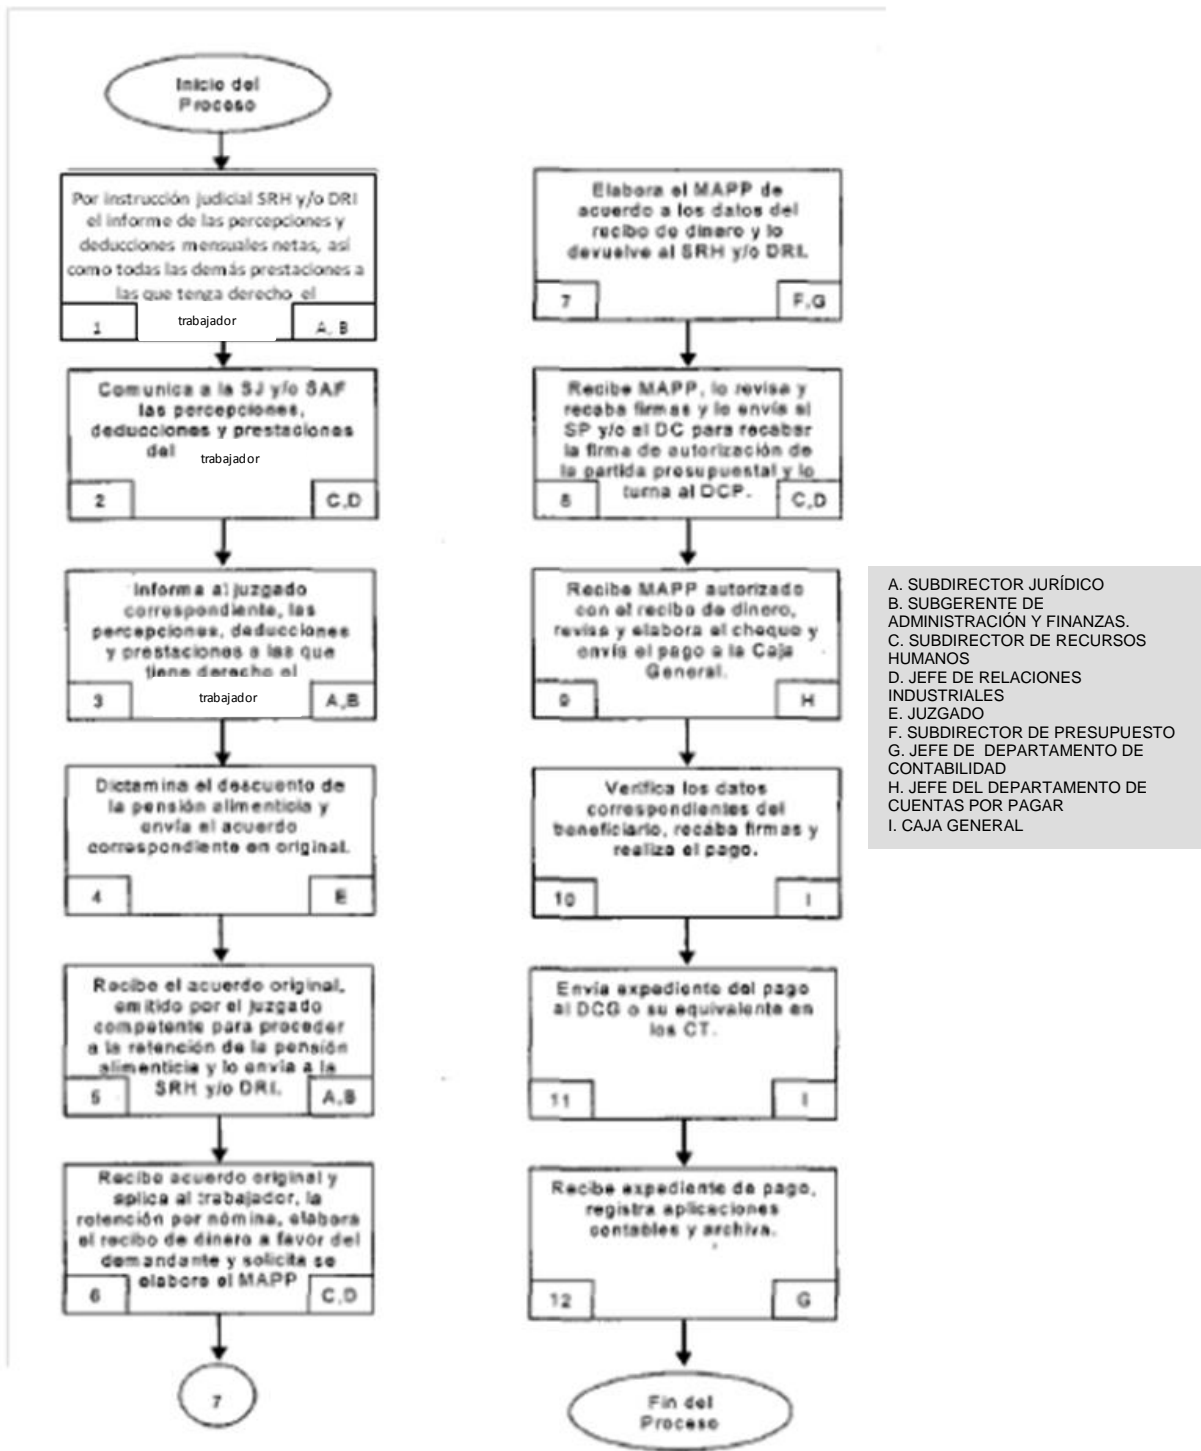 Inicio del
Proceso
Por instrucción judicial SRH y/o DRI
el informe de las percepciones y
deducciones mensuales netas, así
como todas las demás prestaciones a
las que tenga derecho el
trabajador
1
A, B
Comunica a la SJ y/o SAF
las percepciones,
deducciones y prestaciones
del
trabajador
2
C,D
Informa al juzgado
correspondiente, las
percepciones, deducciones
y prestaciones a las que
tiene derecho el
trabajador
3
A,B
Dictamina el descuento de
la pensión alimenticia y
envía el acuerdo
correspondiente en original.
4
E
Recibe el acuerdo original,
emitido por el juzgado
competente para proceder
a la retención de la pensión
alimenticia y lo envía a la
SRH y/o DRI.
5
A,B
Recibe acuerdo original y
aplica al trabajador, la
retención por nómina, elabora
el recibo de dinero a favor del
demandante y solicita se
elabore el MAPP
6
C,D
7
Elabora el MAPP de
acuerdo a los datos del
recibo de dinero y lo
devuelve al SRH y/o DRI.
7
F,G
Recibe MAPP, lo revisa y
recaba firmas y lo envía al
SP y/o al DC para recabar
la firma de autorización de
la partida presupuestal y lo
turna al DCP.
8
C,D
Recibe MAPP autorizado
con el recibo de dinero,
revisa y elabora el cheque y
envía el pago a la Caja
General.
9
H
Verifica los datos
correspondientes del
beneficiario, recába firmas y
realiza el pago.
10
I
Envía expediente del pago
al DCG o su equivalente en
los CT.
11
I
Recibe expediente de pago,
registra aplicaciones
contables y archiva.
12
G
Fin del
Proceso
A. SUBDIRECTOR JURÍDICO
B. SUBGERENTE DE
ADMINISTRACIÓN Y FINANZAS.
C. SUBDIRECTOR DE RECURSOS
HUMANOS
D. JEFE DE RELACIONES
INDUSTRIALES
E. JUZGADO
F. SUBDIRECTOR DE PRESUPUESTO
G. JEFE DE DEPARTAMENTO DE
CONTABILIDAD
H. JEFE DEL DEPARTAMENTO DE
CUENTAS POR PAGAR
I. CAJA GENERAL